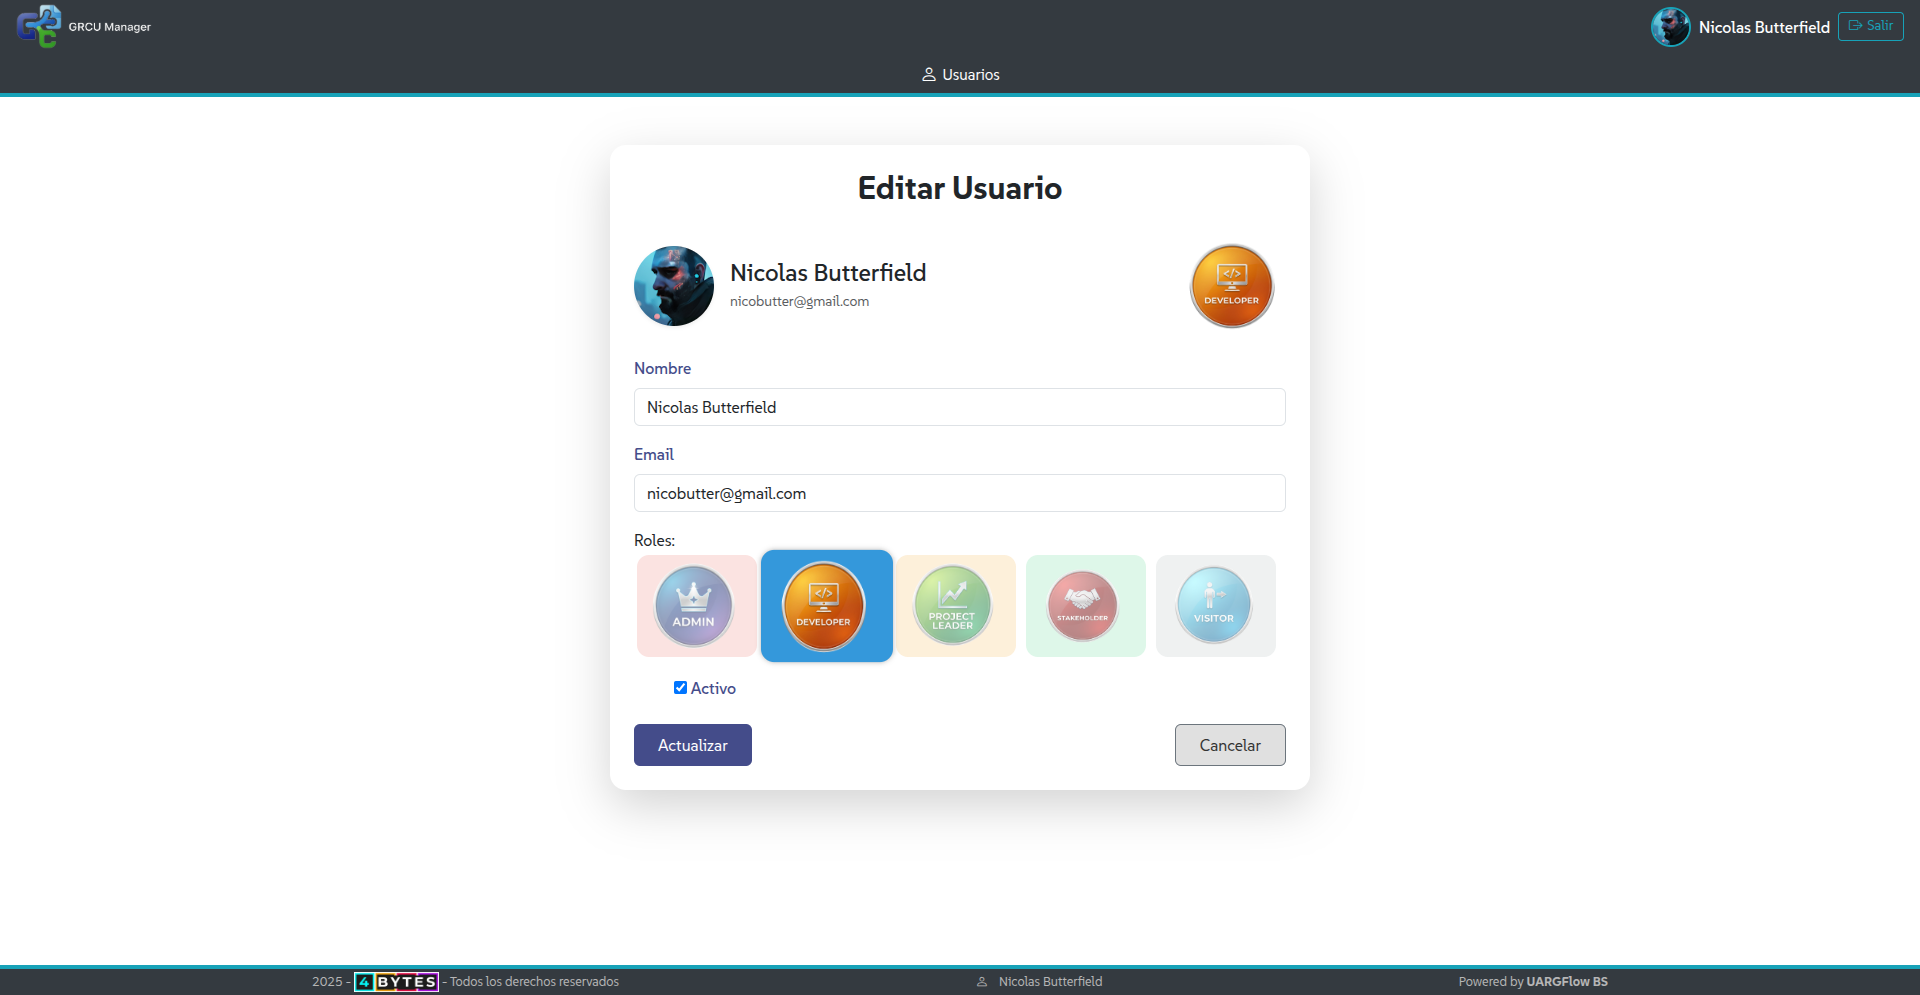 GRCU Manager
Nicolas Butterfield
Salir
Usuarios
Editar Usuario
Nicolas Butterfield
nicobutter@gmail.com
</>
DEVELOPER
Nombre
Nicolas Butterfield
Email
nicobutter@gmail.com
Roles:
ADMIN
</>
DEVELOPER
PROJECT
LEADER
STAKEHOLDER
VISITOR
Activo
Actualizar
Cancelar
2025 - 4 BYTES - Todos los derechos reservados
Nicolas Butterfield
Powered by UARGFlow BS